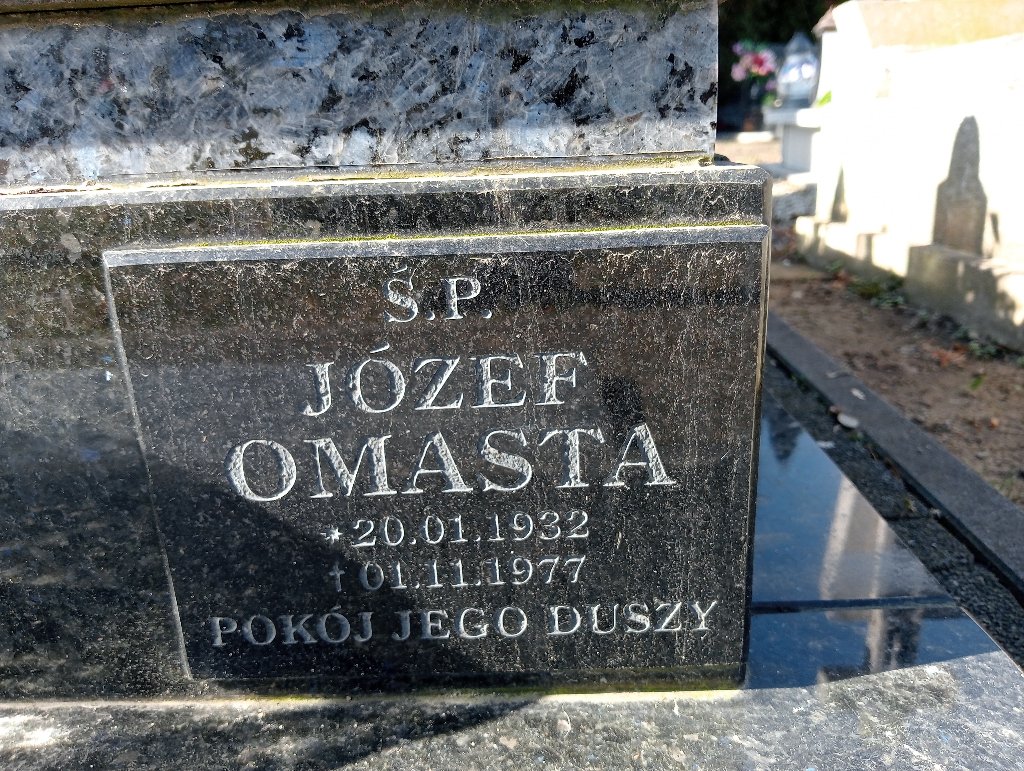 Ś.P.
JÓZEF
OMASTA
*20.01.1932
†01.11.1977
POKÓJ JEGO DUSZY